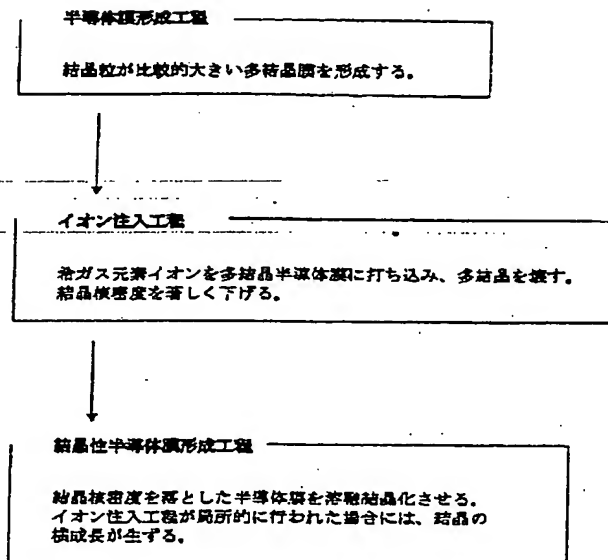 半導体膜形成工程
結晶粒が比較的大きい多結晶膜を形成する。
イオン注入工程
希ガス元素イオンを多結晶半導体膜に打ち込み、多結晶を壊す。
結晶核密度を著しく下げる。
結晶性半導体膜形成工程
結晶核密度を落とした半導体膜を溶融結晶化させる。
イオン注入工程が局所的に行われた場合には、結晶の
横成長が生ずる。